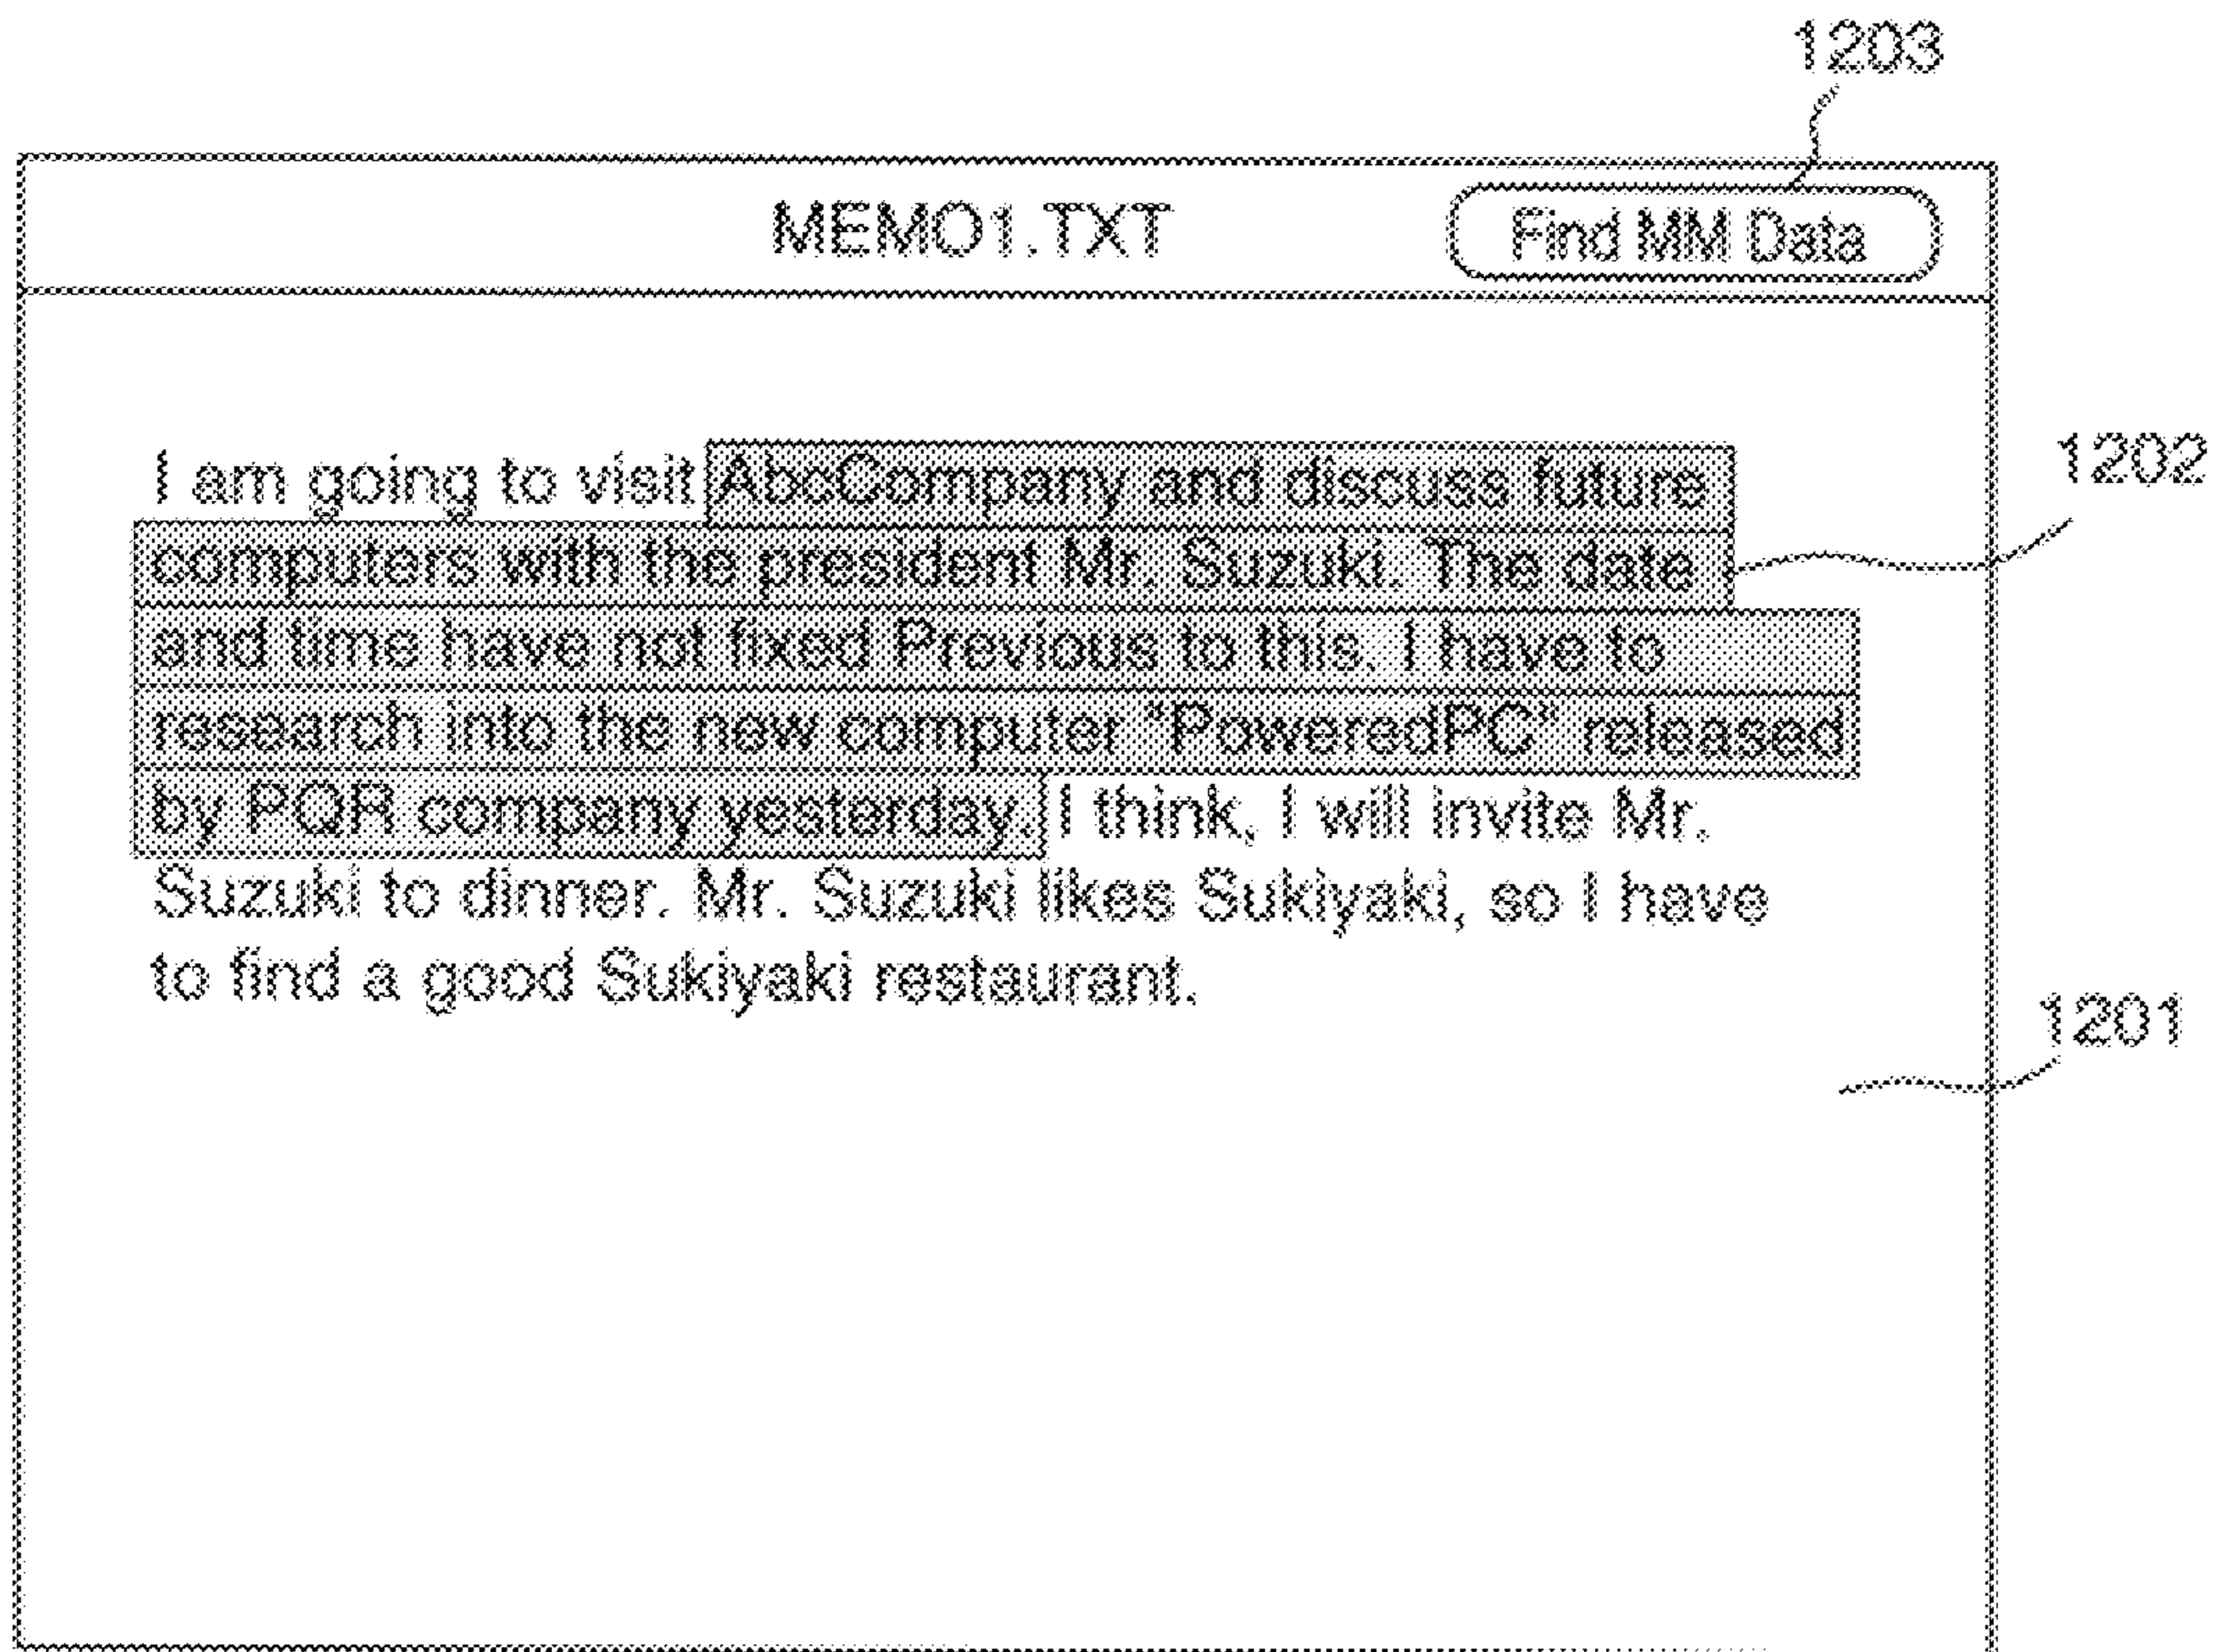 1203
MEMO1.TXT Find MM Data
I am going to visit AbcCompany and discuss future
1202
computers with the president Mr. Suzuki. The date
and time have not fixed Previous to this, I have to
research into the new computer "PoweredPC" released
by PQR company yesterday. I think, I will invite Mr.
Suzuki to dinner. Mr. Suzuki likes Sukiyaki, so I have
to find a good Sukiyaki restaurant.
1201